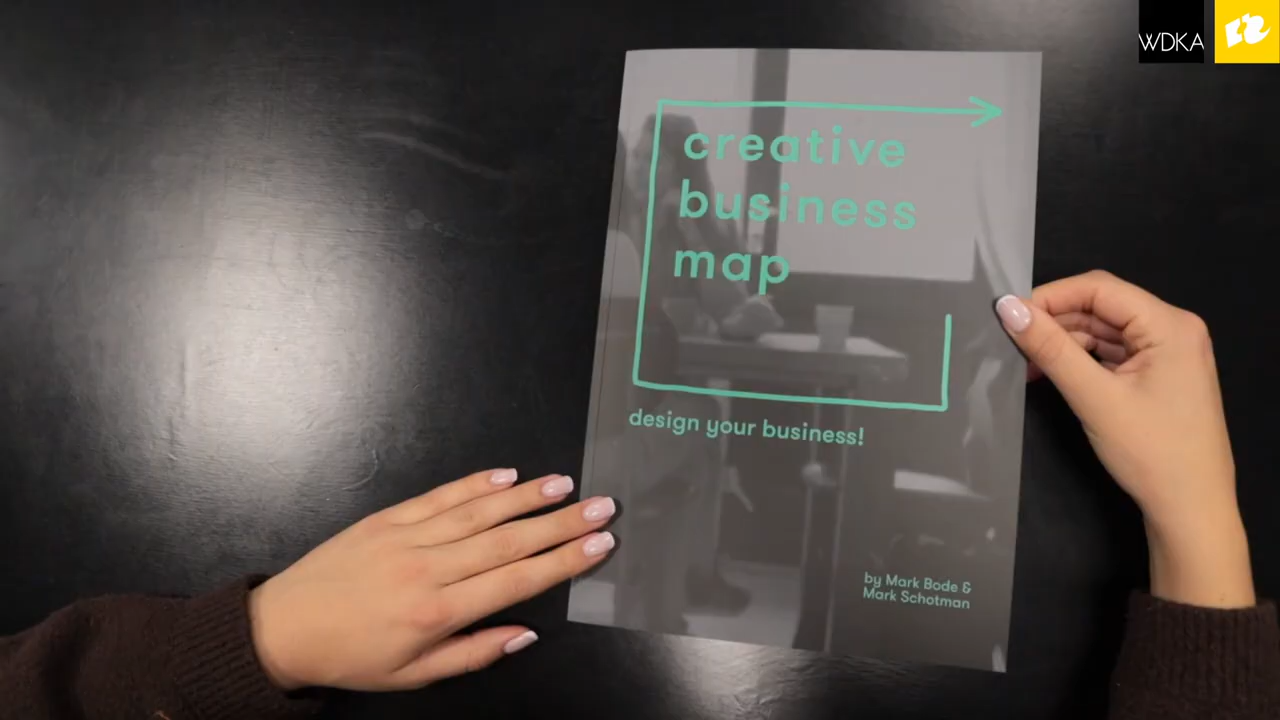 WDKA
creative
business
map
design your business!
by Mark Bode &
Mark Schotman